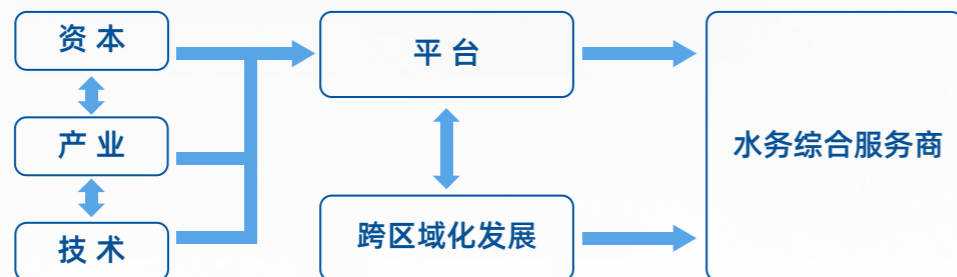 资本
产业
技术
平台
跨区域化发展
水务综合服务商